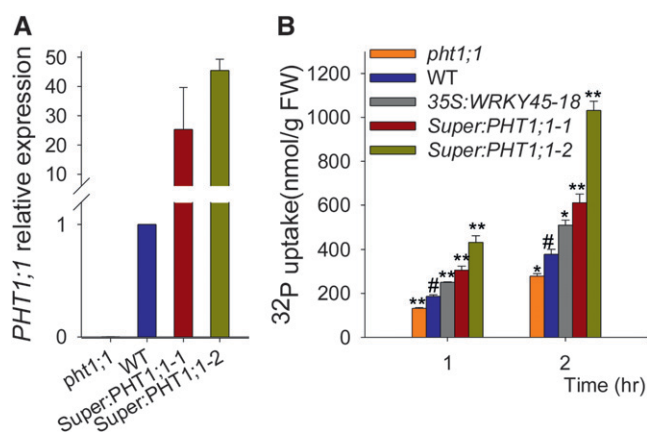 A
PHT1;1 relative expression
50
40
30
20
10
1
0
pht1;1
WT
Super:PHT1;1-1
Super:PHT1;1-2
B
32P uptake(nmol/g FW)
1200
1000
800
600
400
200
0
pht1;1
WT
35S:WRKY45-18
Super:PHT1;1-1
Super:PHT1;1-2
**
#
**
**
**
*
#
*
**
**
1
2
Time (hr)